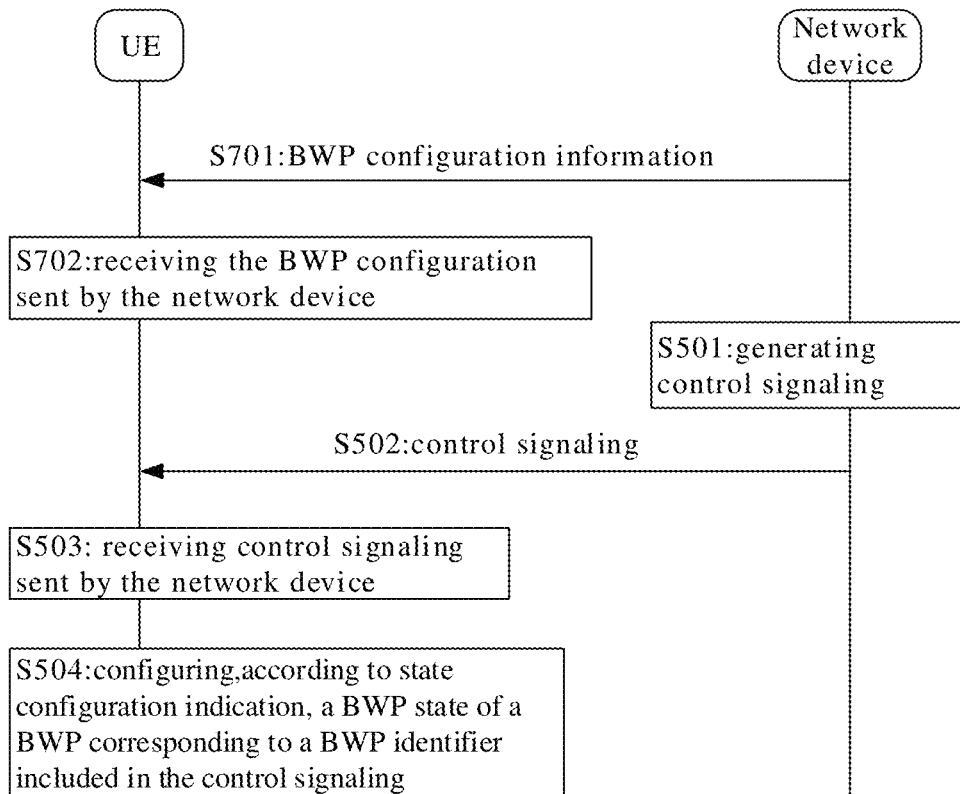 UE
Network
device
S701:BWP configuration information
S702:receiving the BWP configuration
sent by the network device
S501:generating
control signaling
S502:control signaling
S503: receiving control signaling
sent by the network device
S504:configuring,according to state
configuration indication, a BWP state of a
BWP corresponding to a BWP identifier
included in the control signaling